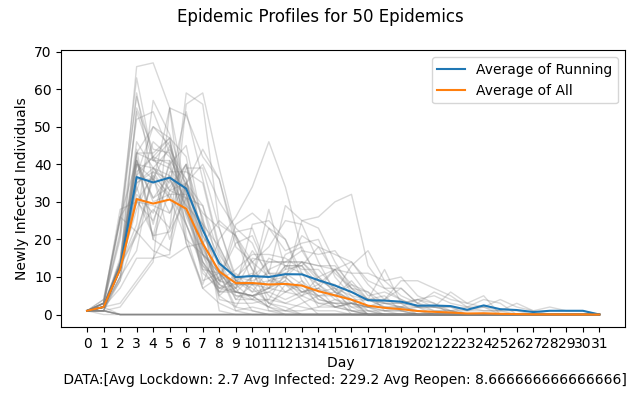 Epidemic Profiles for 50 Epidemics
70
60
50
40
30
20
10
0
Newly Infected Individuals
Average of Running
Average of All
0 1 2 3 4 5 6 7 8 9 10 11 12 13 14 15 16 17 18 19 20 21 22 23 24 25 26 27 28 29 30 31
Day
DATA:[Avg Lockdown: 2.7 Avg Infected: 229.2 Avg Reopen: 8.666666666666666]